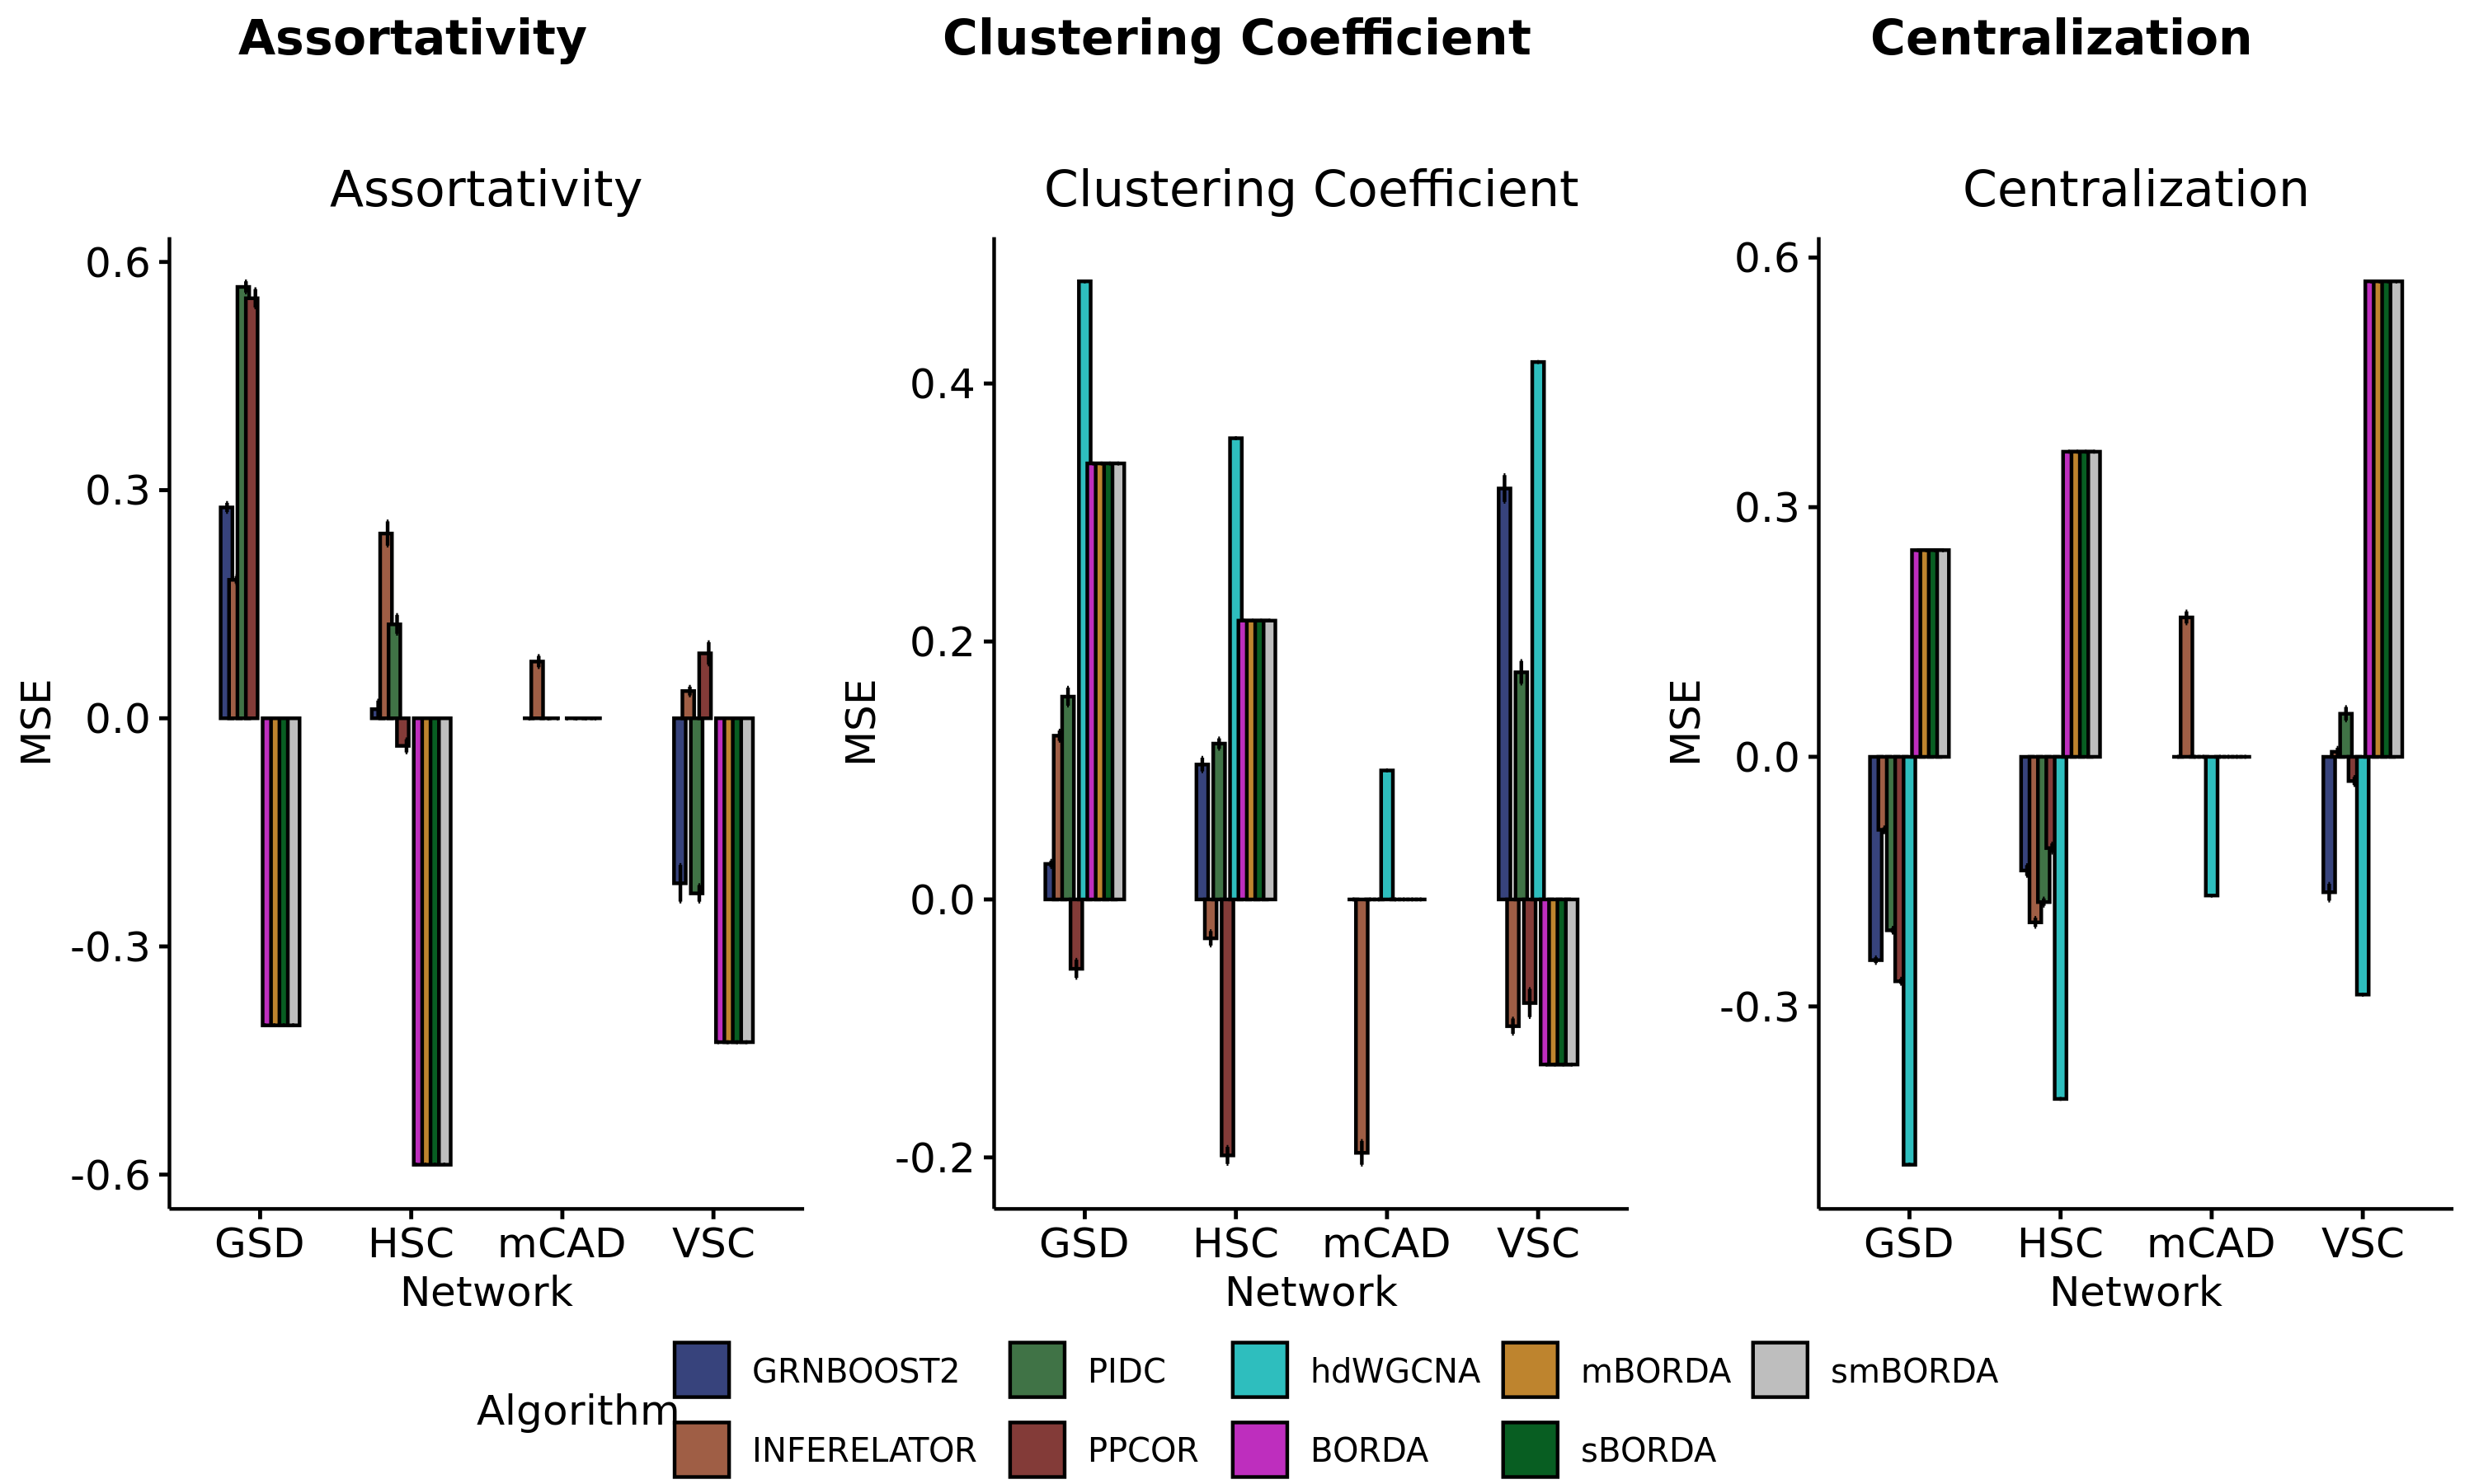 Assortativity
Clustering Coefficient
Centralization
Assortativity
0.6
0.3
0.0
-0.3
-0.6
MSE
GSD HSC mCAD VSC
Network
Clustering Coefficient
0.4
0.2
0.0
-0.2
MSE
GSD HSC mCAD VSC
Network
Centralization
0.6
0.3
0.0
-0.3
MSE
GSD HSC mCAD VSC
Network
Algorithm
GRNBOOST2 PIDC hdWGCNA mBORDA smBORDA
INFERELATOR PPCOR BORDA sBORDA